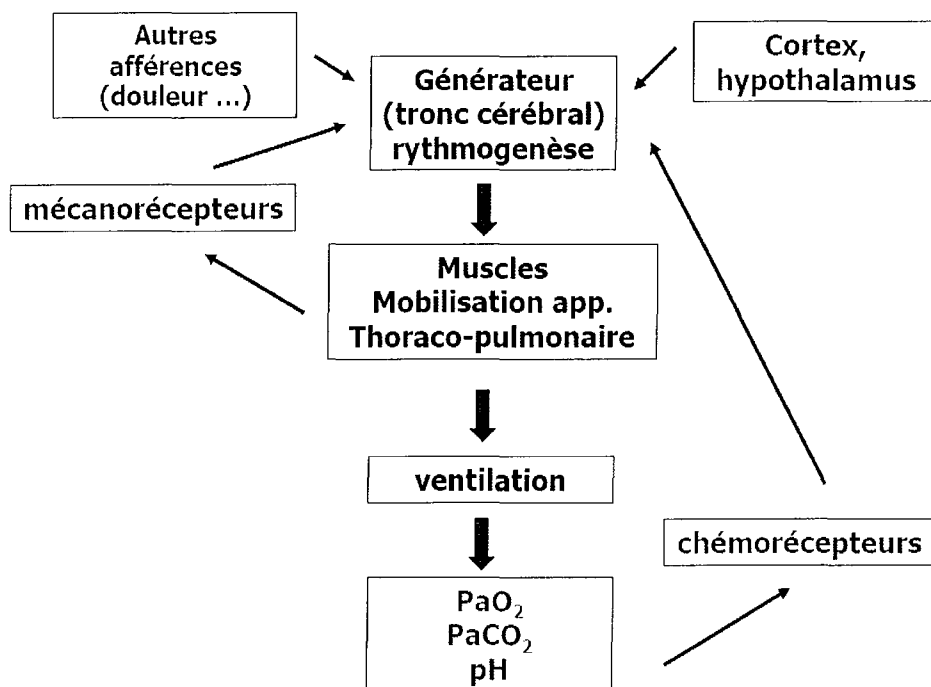 Autres
afférences
(douleur ...)
Générateur
(tronc cérébral)
rythmogenèse
Cortex,
hypothalamus
mécanorécepteurs
Muscles
Mobilisation app.
Thoraco-pulmonaire
ventilation
chémorécepteurs
PaO₂
PaCO₂
pH